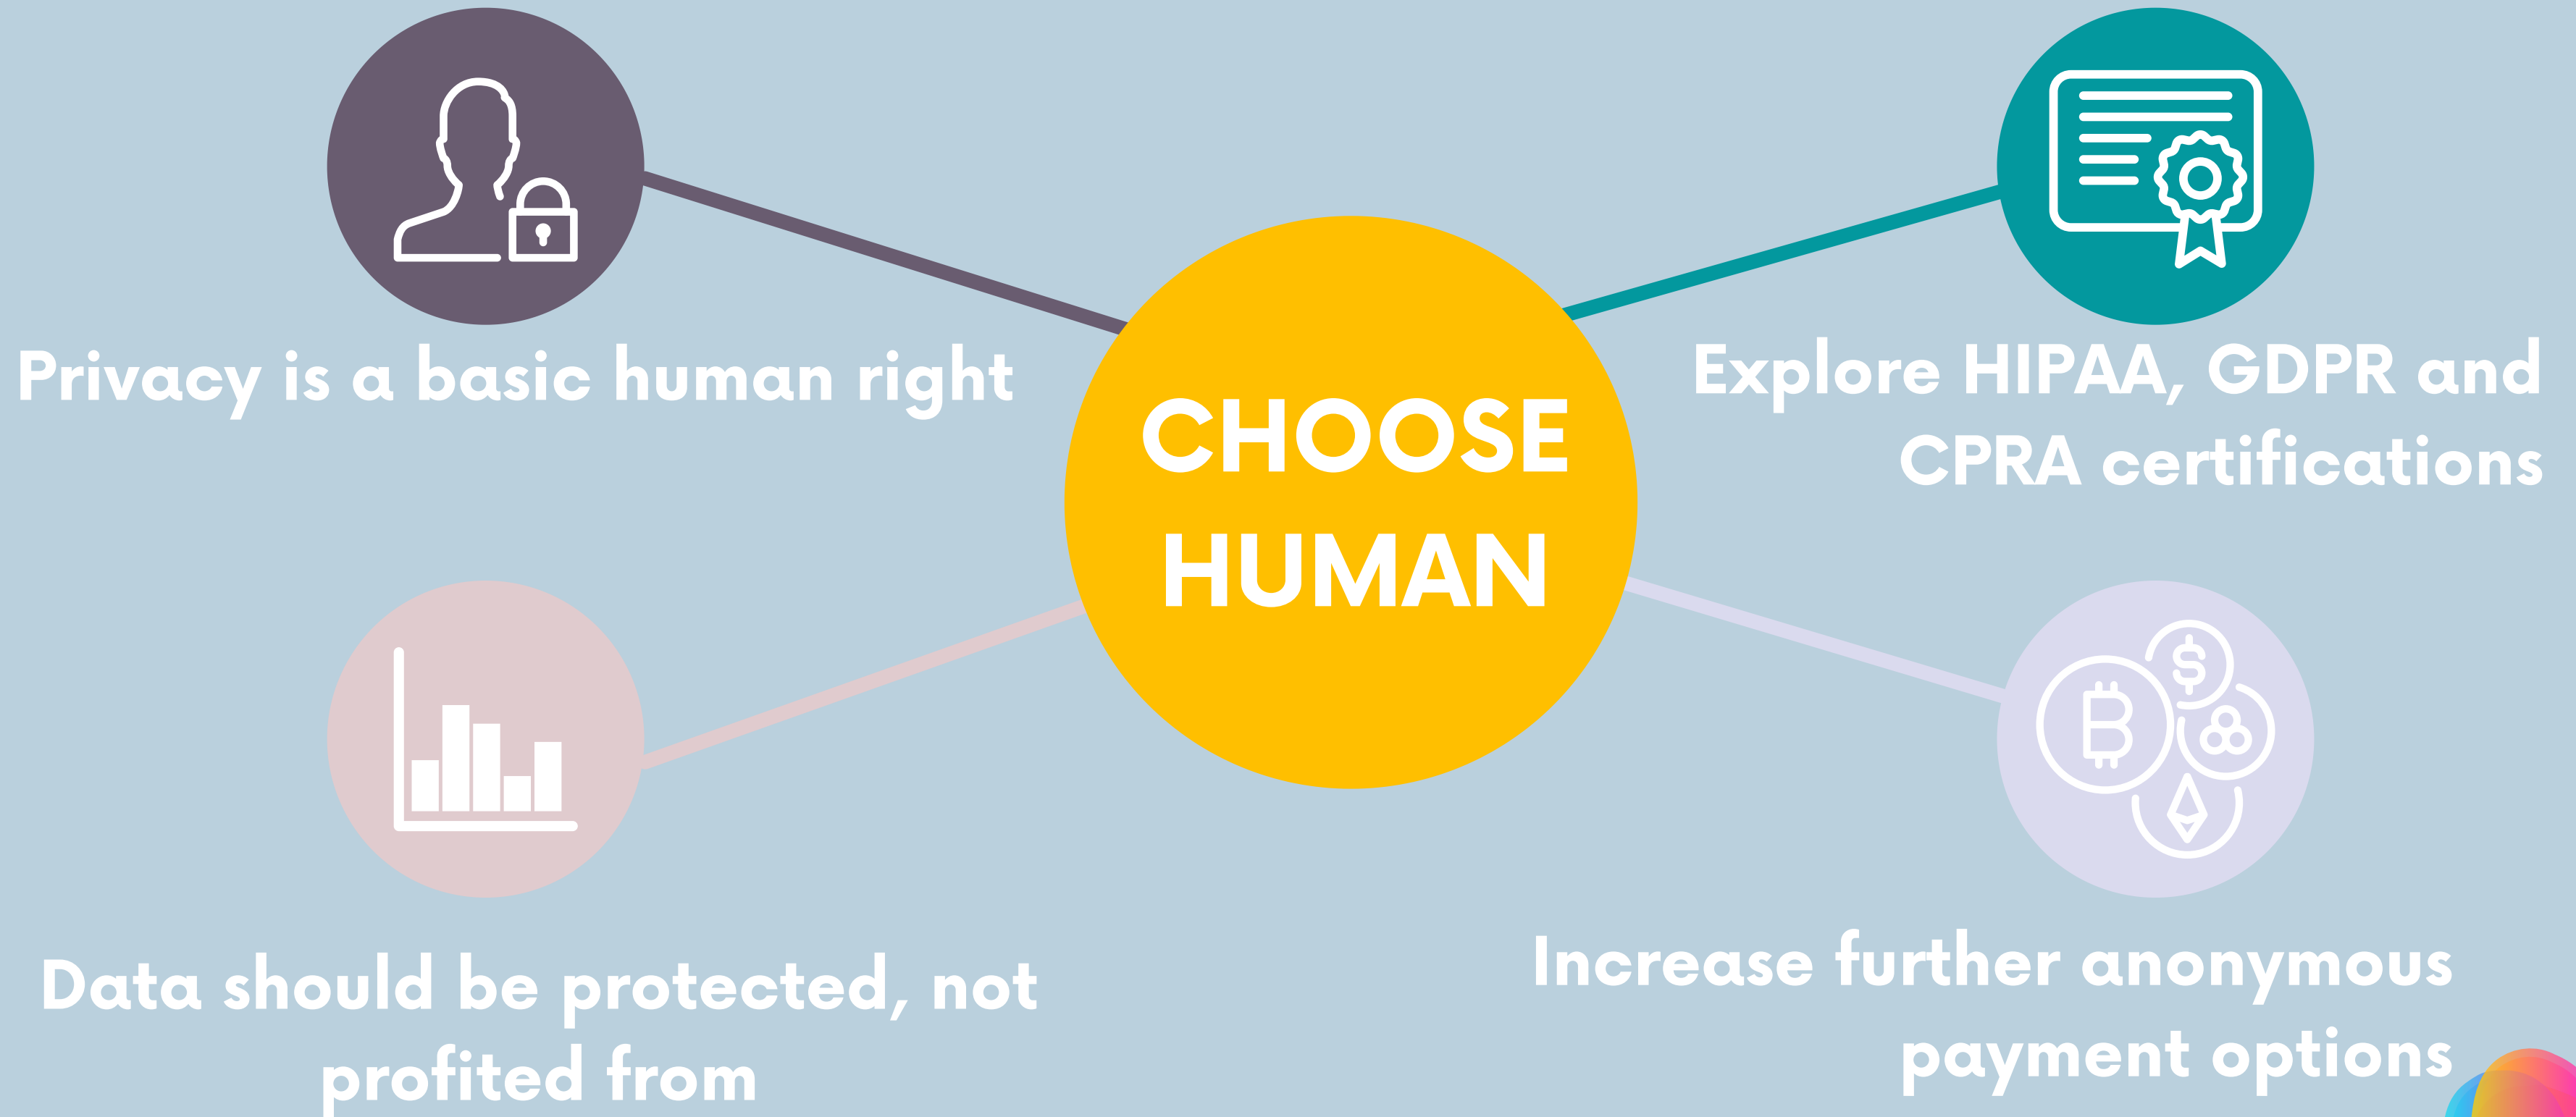 Privacy is a basic human right
Explore HIPAA, GDPR and
CPRA certifications
CHOOSE
HUMAN
Data should be protected, not
profited from
Increase further anonymous
payment options